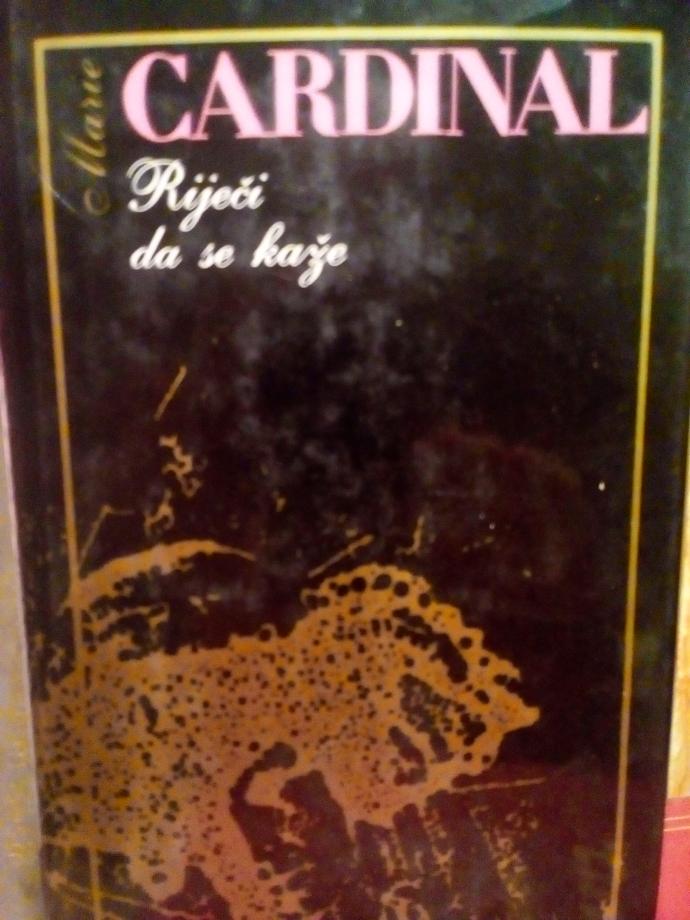 Marie
CARDINAL
Riječi
da se kaže